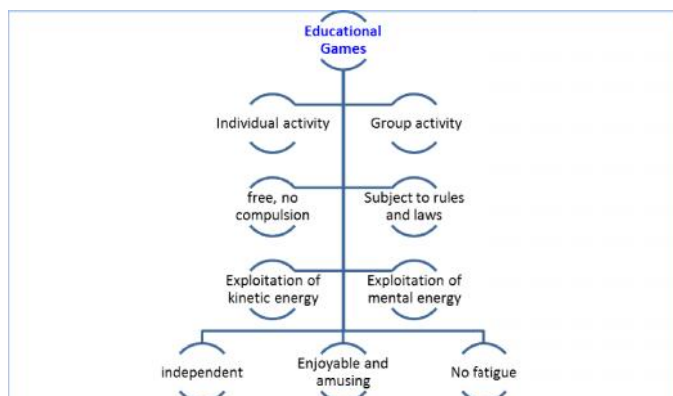 Educational
Games
Individual activity
Group activity
free, no
compulsion
Subject to rules
and laws
Exploitation of
kinetic energy
Exploitation of
mental energy
independent
Enjoyable and
amusing
No fatigue